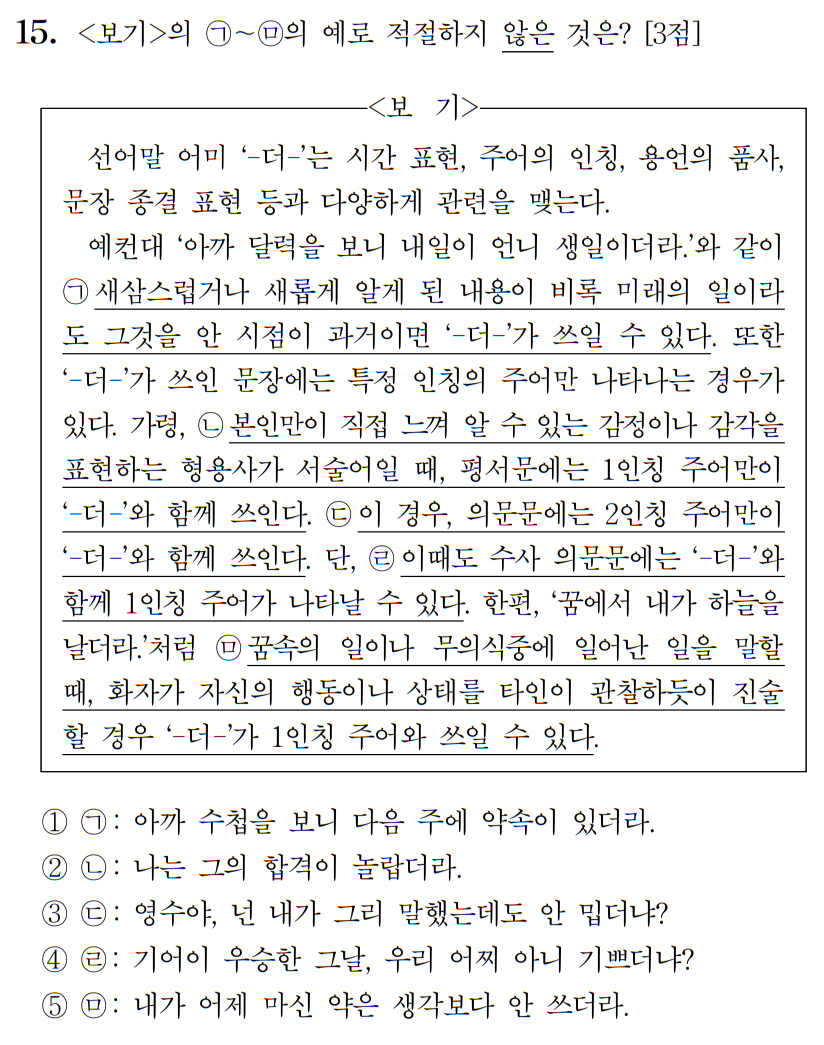 15. <보기>의 ㉠~㉤의 예로 적절하지 않은 것은? [3점]
<보 기>
선어말 어미 ‘-더-’는 시간 표현, 주어의 인칭, 용언의 품사,
문장 종결 표현 등과 다양하게 관련을 맺는다.
예컨대 ‘아까 달력을 보니 내일이 언니 생일이더라.’와 같이
㉠ 새삼스럽거나 새롭게 알게 된 내용이 비록 미래의 일이라
도 그것을 안 시점이 과거이면 ‘-더-’가 쓰일 수 있다. 또한
‘-더-’가 쓰인 문장에는 특정 인칭의 주어만 나타나는 경우가
있다. 가령, ㉡ 본인만이 직접 느껴 알 수 있는 감정이나 감각을
표현하는 형용사가 서술어일 때, 평서문에는 1인칭 주어만이
‘-더-’와 함께 쓰인다. ㉢ 이 경우, 의문문에는 2인칭 주어만이
‘-더-’와 함께 쓰인다. 단, ㉣ 이때도 수사 의문문에는 ‘-더-’와
함께 1인칭 주어가 나타날 수 있다. 한편, ‘꿈에서 내가 하늘을
날더라.’처럼 ㉤ 꿈속의 일이나 무의식중에 일어난 일을 말할
때, 화자가 자신의 행동이나 상태를 타인이 관찰하듯이 진술
할 경우 ‘-더-’가 1인칭 주어와 쓰일 수 있다.
① ㉠: 아까 수첩을 보니 다음 주에 약속이 있더라.
② ㉡: 나는 그의 합격이 놀랍더라.
③ ㉢: 영수야, 넌 내가 그리 말했는데도 안 밉더냐?
④ ㉣: 기어이 우승한 그날, 우리 어찌 아니 기쁘더냐?
⑤ ㉤: 내가 어제 마신 약은 생각보다 안 쓰더라.